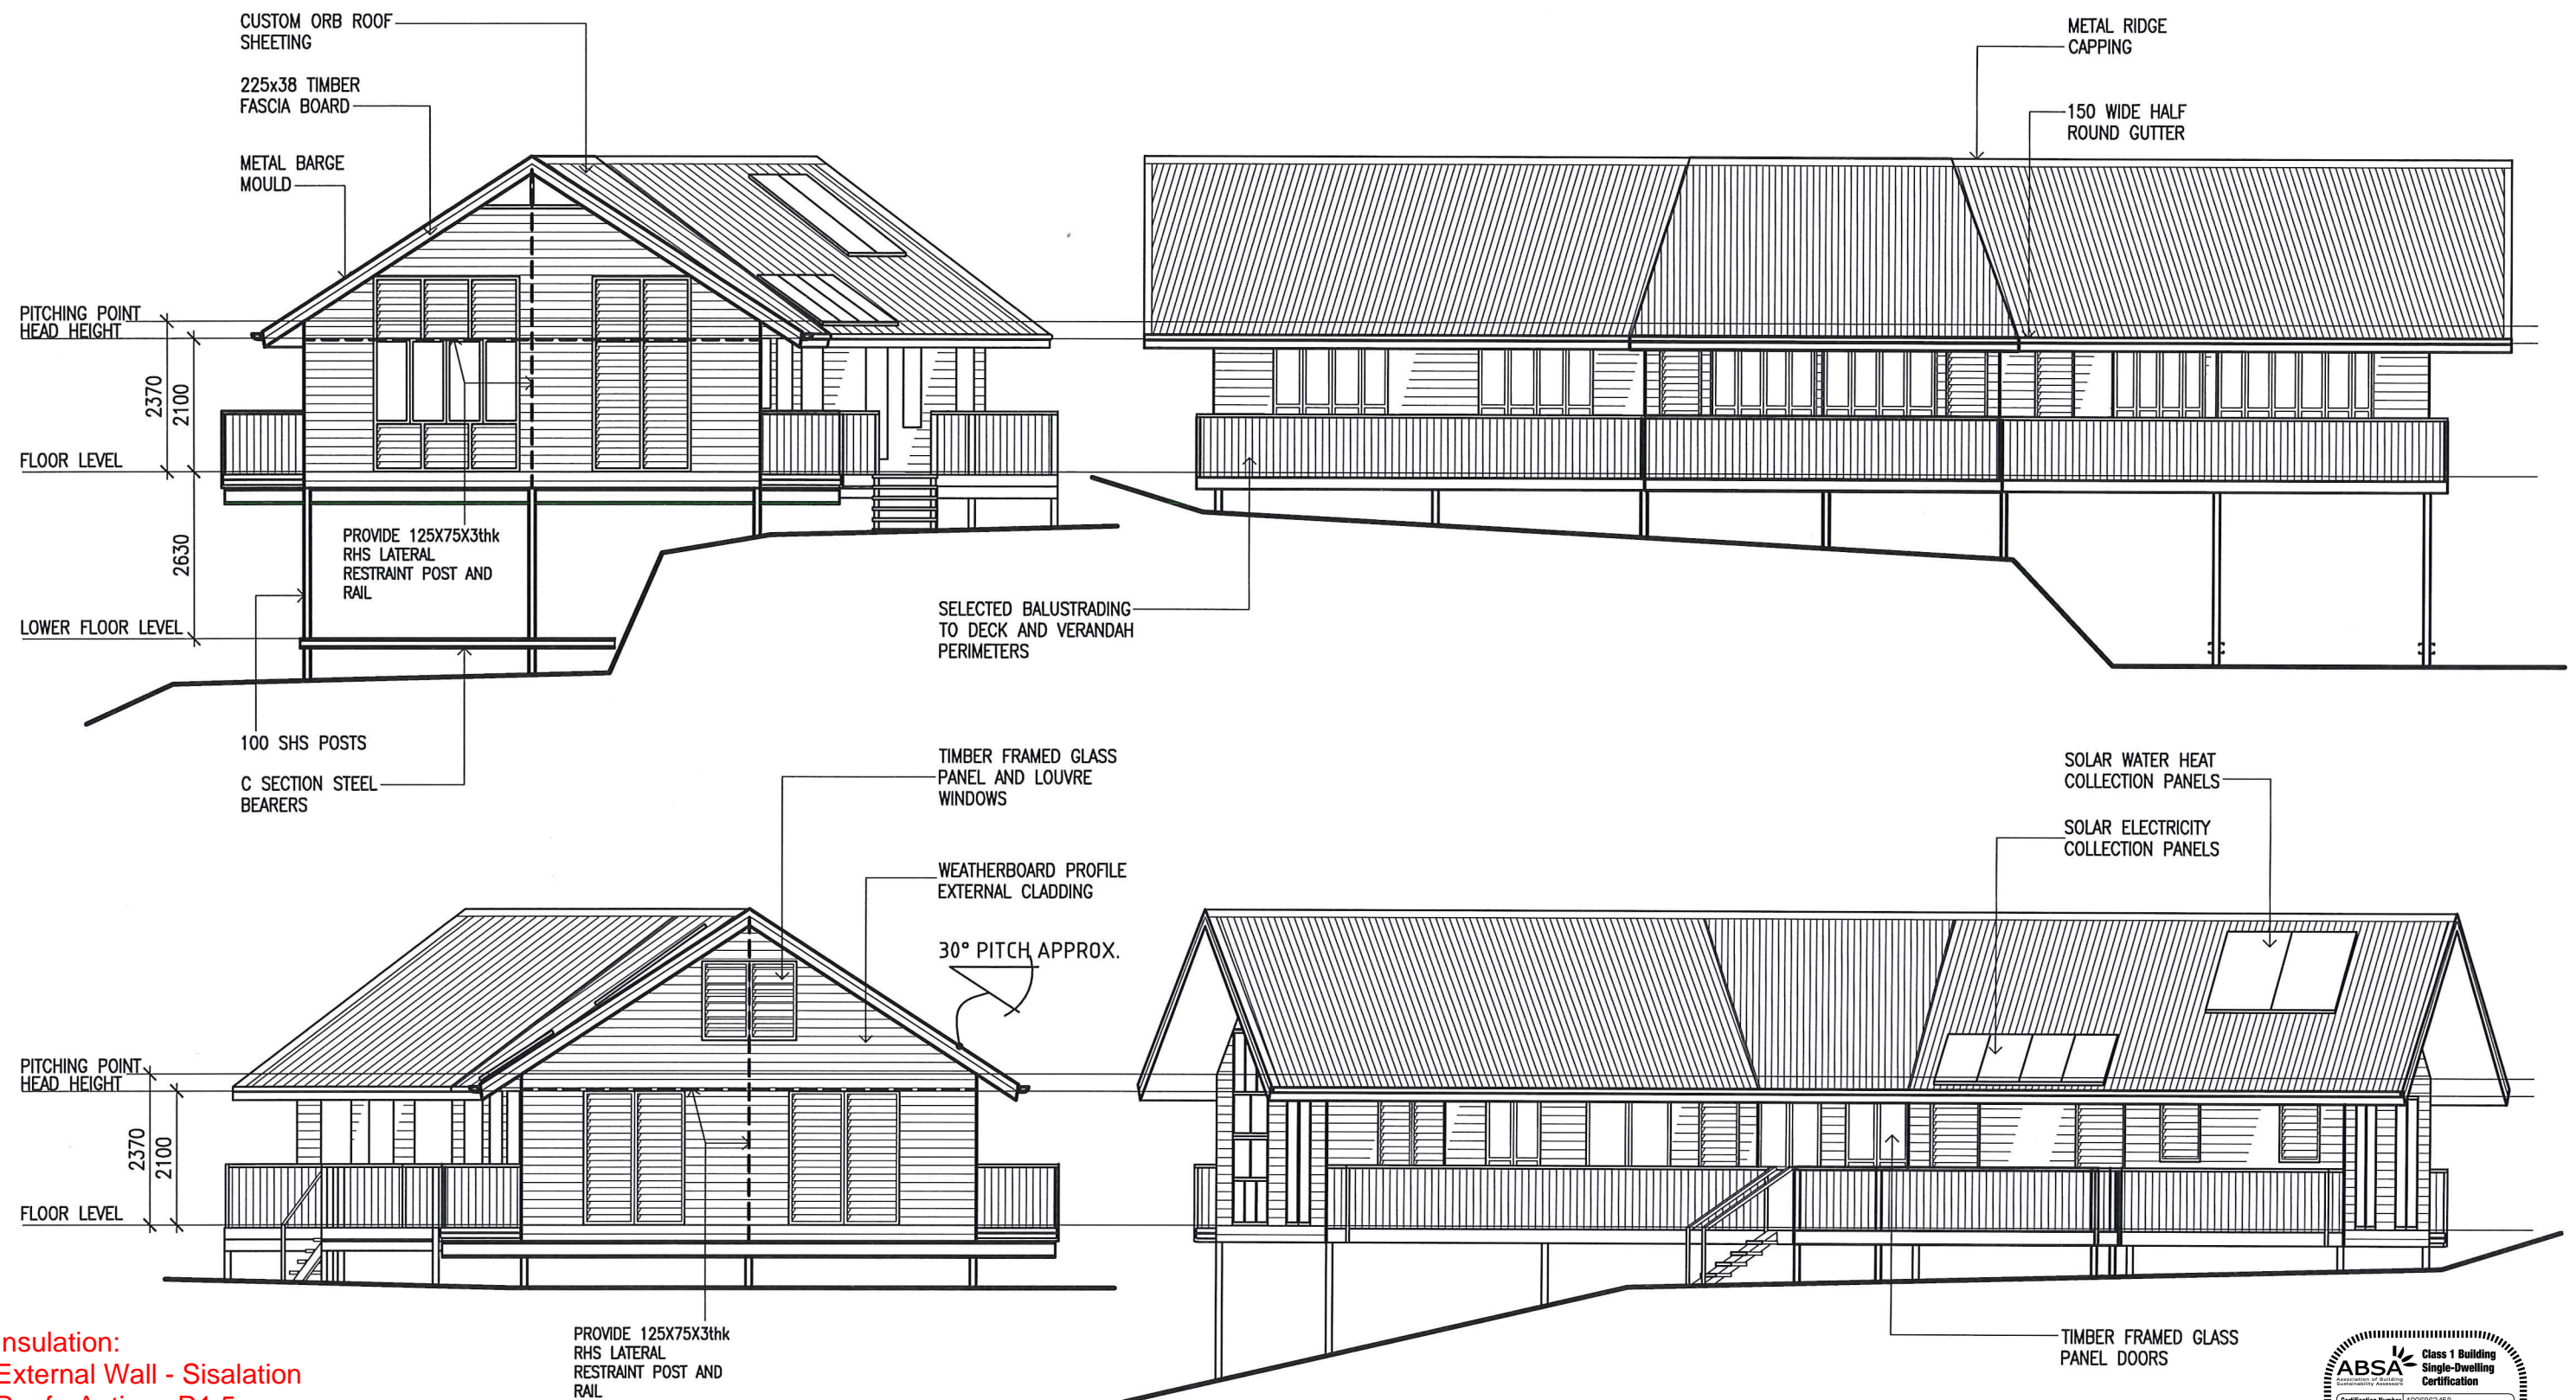 CUSTOM ORB ROOF
SHEETING
225x38 TIMBER
FASCIA BOARD
METAL BARGE
MOULD
PITCHING POINT
HEAD HEIGHT
2370
2100
FLOOR LEVEL
2630
LOWER FLOOR LEVEL
PROVIDE 125X75X3thk
RHS LATERAL
RESTRAINT POST AND
RAIL
100 SHS POSTS
C SECTION STEEL
BEARERS
METAL RIDGE
CAPPING
150 WIDE HALF
ROUND GUTTER
SELECTED BALUSTRADING
TO DECK AND VERANDAH
PERIMETERS
TIMBER FRAMED GLASS
PANEL AND LOUVRE
WINDOWS
WEATHERBOARD PROFILE
EXTERNAL CLADDING
30° PITCH APPROX.
PITCHING POINT
HEAD HEIGHT
2370
2100
FLOOR LEVEL
PROVIDE 125X75X3thk
RHS LATERAL
RESTRAINT POST AND
RAIL
SOLAR WATER HEAT
COLLECTION PANELS
SOLAR ELECTRICITY
COLLECTION PANELS
TIMBER FRAMED GLASS
PANEL DOORS
nsulation:
External Wall - Sisalation
ABSA
Association of Building
Sustainability Assessors
Class 1 Building
Single-Dwelling
Certification